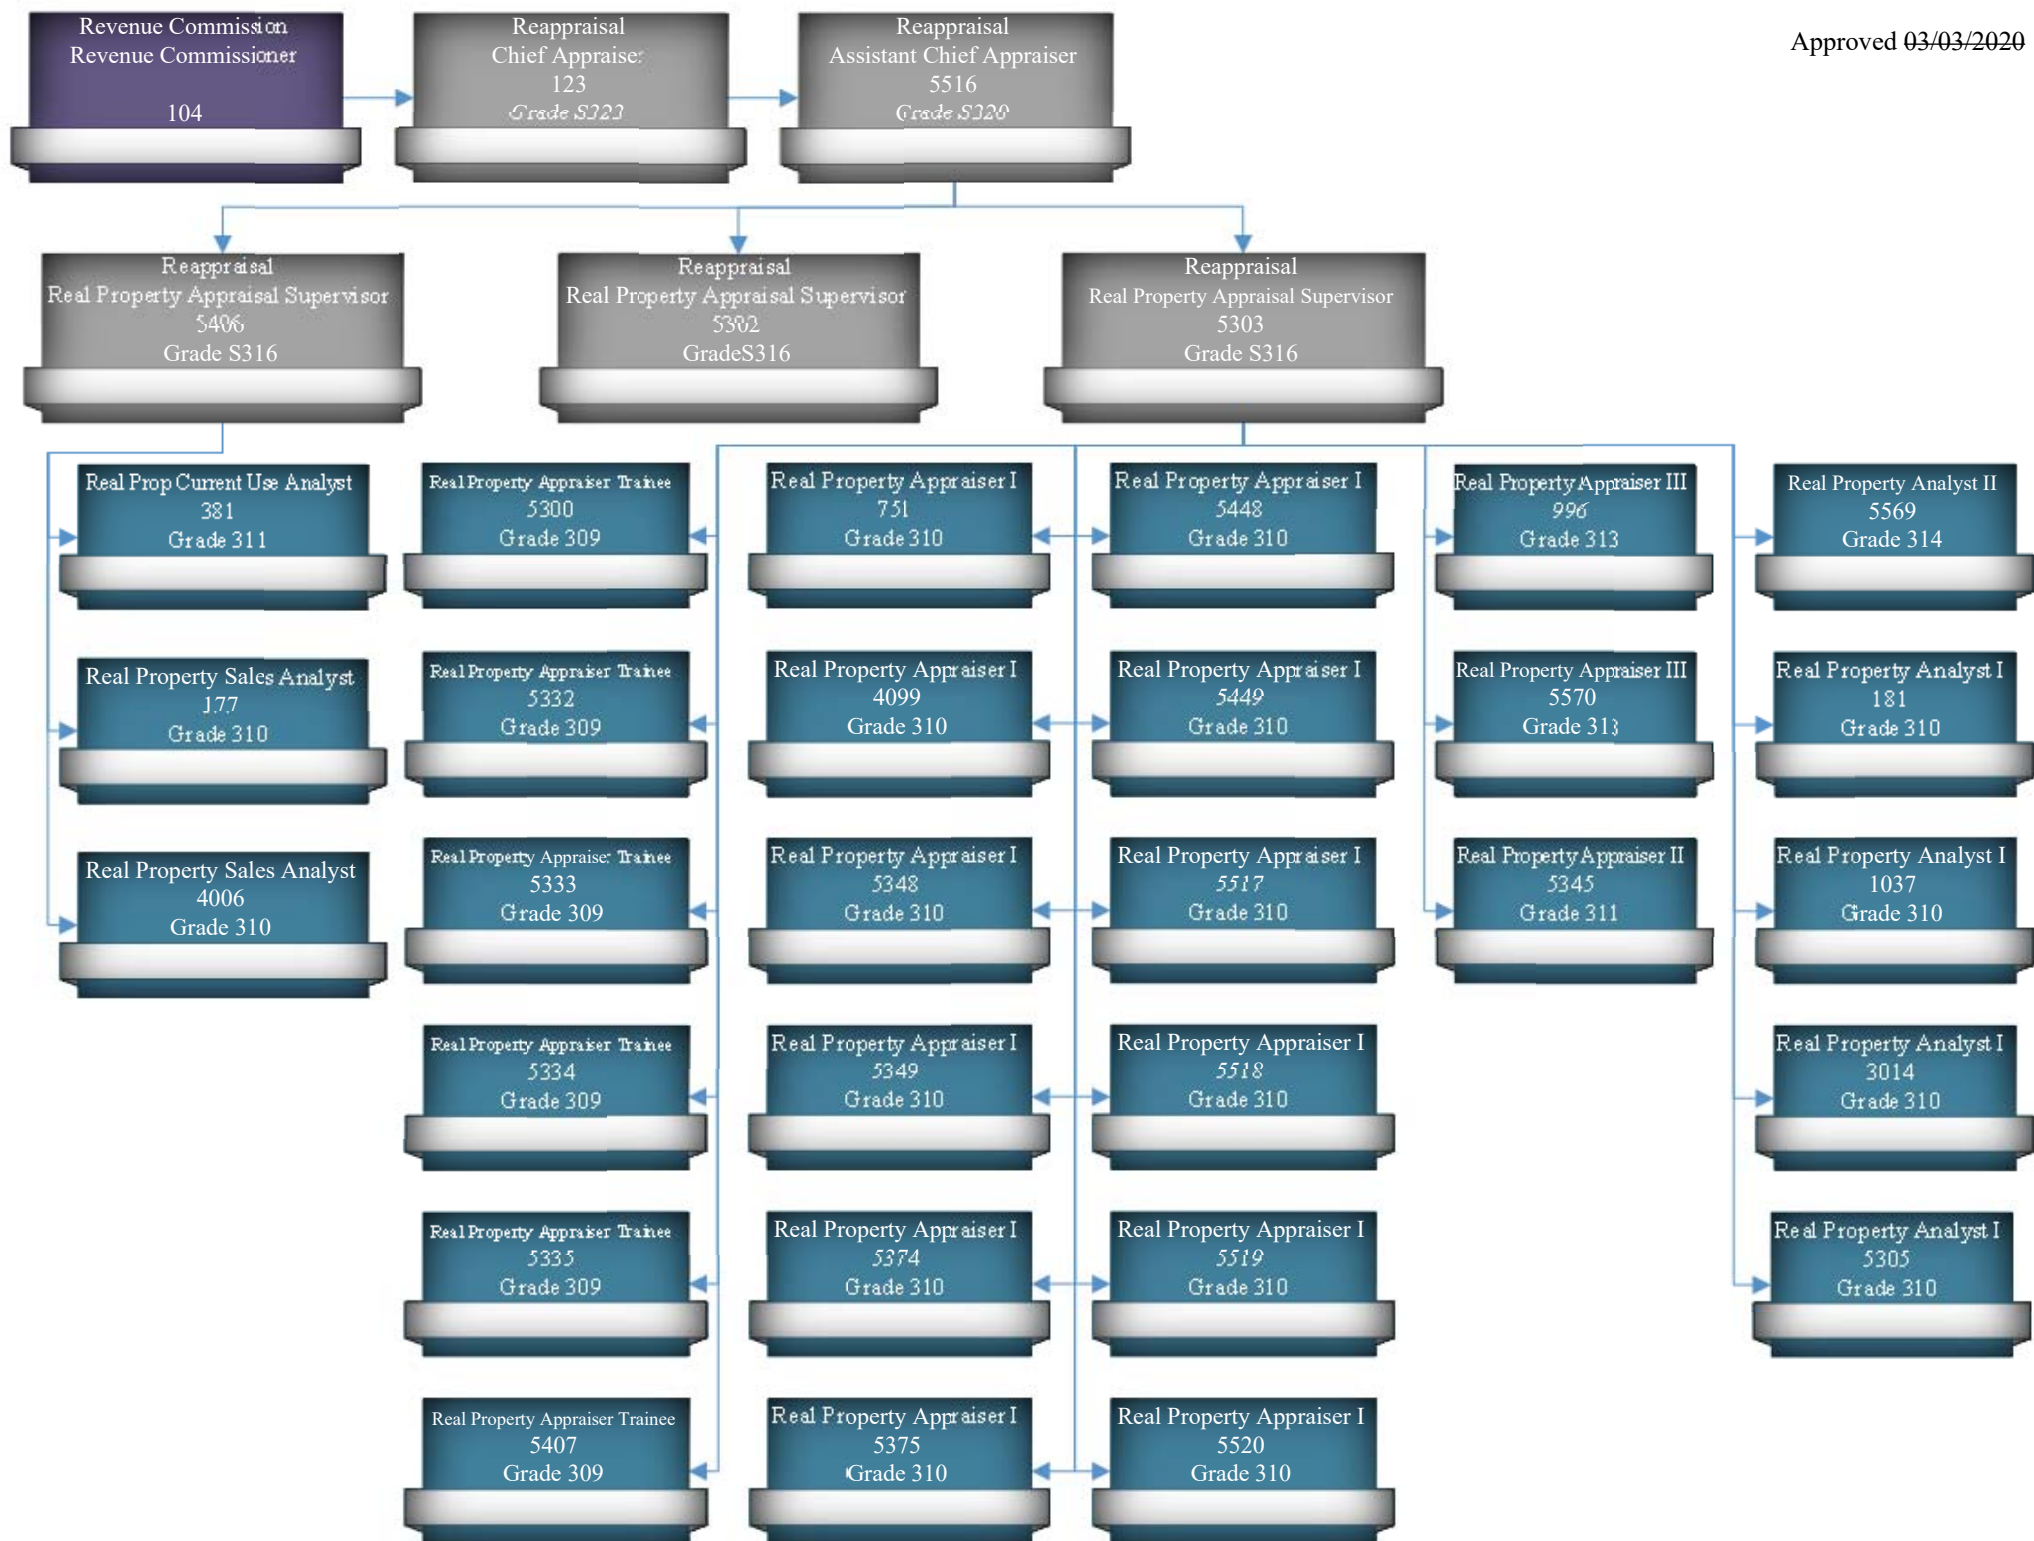 Revenue Commission
Revenue Commissioner
104
Reappraisal
Chief Appraiser
123
Grade S323
Reappraisal
Assistant Chief Appraiser
5516
Grade S320
Approved 03/03/2020
Reappraisal
Real Property Appraisal Supervisor
5406
Grade S316
Reappraisal
Real Property Appraisal Supervisor
5302
GradeS316
Reappraisal
Real Property Appraisal Supervisor
5303
Grade S316
Real Prop Current Use Analyst
381
Grade 311
Real Property Appraiser Trainee
5300
Grade 309
Real Property Appraiser I
751
Grade 310
Real Property Appraiser I
5448
Grade 310
Real Property Appraiser III
996
Grade 313
Real Property Analyst II
5569
Grade 314
Real Property Sales Analyst
177
Grade 310
Real Property Appraiser Trainee
5332
Grade 309
Real Property Appraiser I
4099
Grade 310
Real Property Appraiser I
5449
Grade 310
Real Property Appraiser III
5570
Grade 313
Real Property Analyst I
181
Grade 310
Real Property Sales Analyst
4006
Grade 310
Real Property Appraiser Trainee
5333
Grade 309
Real Property Appraiser I
5348
Grade 310
Real Property Appraiser I
5517
Grade 310
Real Property Appraiser II
5345
Grade 311
Real Property Analyst I
1037
Grade 310
Real Property Appraiser Trainee
5334
Grade 309
Real Property Appraiser I
5349
Grade 310
Real Property Appraiser I
5518
Grade 310
Real Property Analyst I
3014
Grade 310
Real Property Appraiser Trainee
5335
Grade 309
Real Property Appraiser I
5374
Grade 310
Real Property Appraiser I
5519
Grade 310
Real Property Analyst I
5305
Grade 310
Real Property Appraiser Trainee
5407
Grade 309
Real Property Appraiser I
5375
Grade 310
Real Property Appraiser I
5520
Grade 310